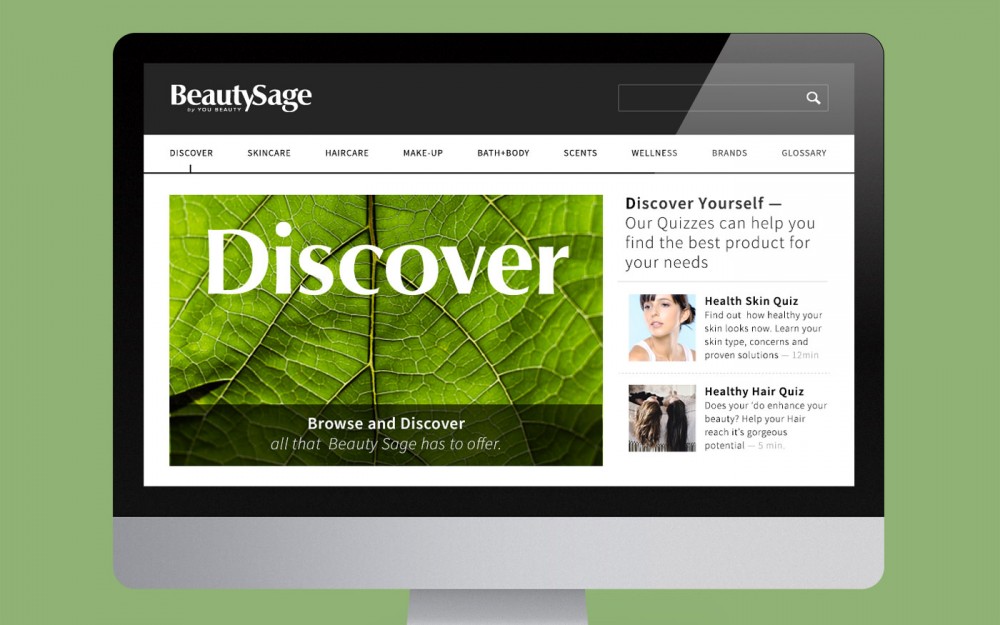 BeautySage
by YOU BEAUTY
DISCOVER SKINCARE HAIRCARE MAKE-UP BATH+BODY SCENTS WELLNESS BRANDS GLOSSARY
Discover
Browse and Discover
all that Beauty Sage has to offer.
Discover Yourself —
Our Quizzes can help you
find the best product for
your needs
Health Skin Quiz
Find out how healthy your
skin looks now. Learn your
skin type, concerns and
proven solutions — 12min
Healthy Hair Quiz
Does your 'do enhance your
beauty? Help your Hair
reach it's gorgeous
potential — 5 min.